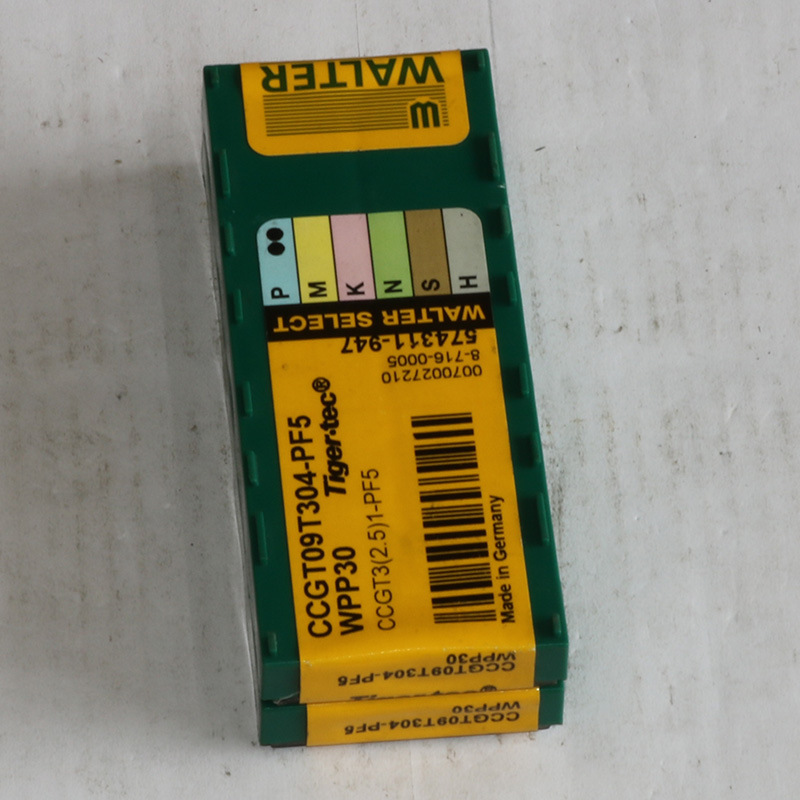 WALTER
P
M
K
N
S
H
WALTER SELECT
574311-947
8-716-0005
0070027210
CCGT09T304-PF5
WPP30 Tiger·tec®
CCGT3(2.5)1-PF5
Made in Germany
CCGT09T304-PF5
WPP30
CCGT09T304-PF5
WPP30